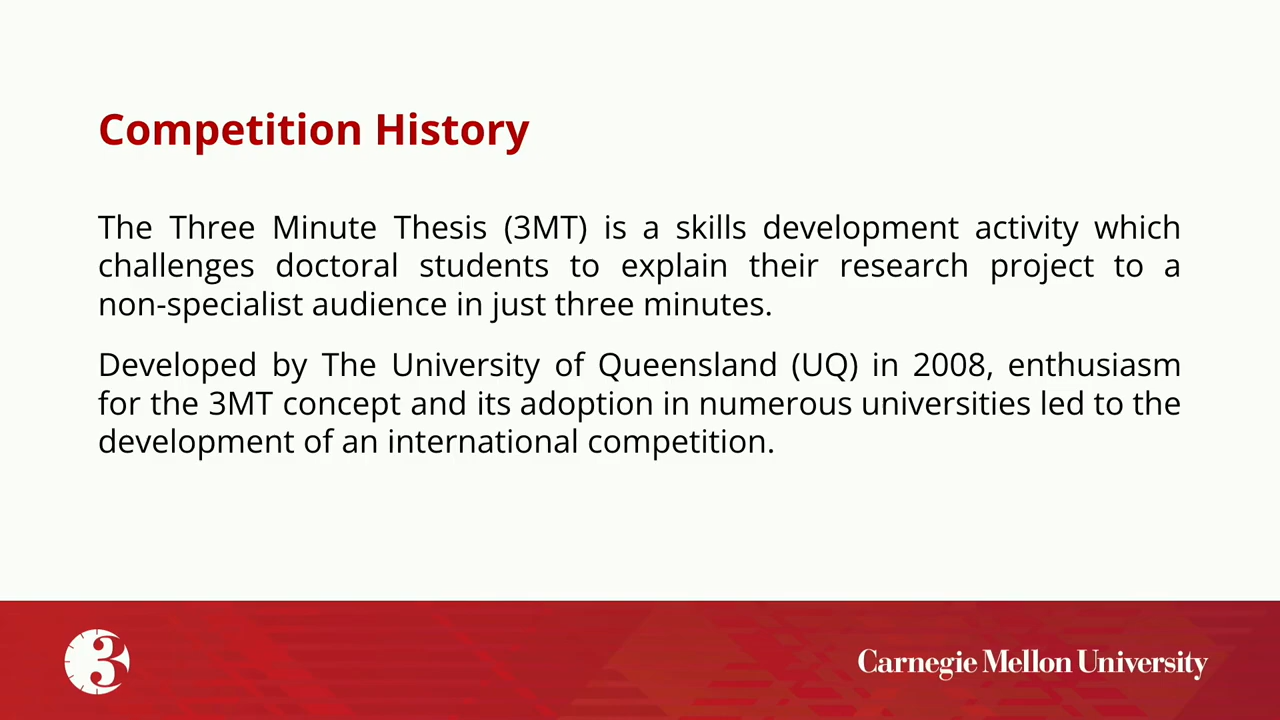 Competition History
The Three Minute Thesis (3MT) is a skills development activity which
challenges doctoral students to explain their research project to a
non-specialist audience in just three minutes.
Developed by The University of Queensland (UQ) in 2008, enthusiasm
for the 3MT concept and its adoption in numerous universities led to the
development of an international competition.
3
Carnegie Mellon University